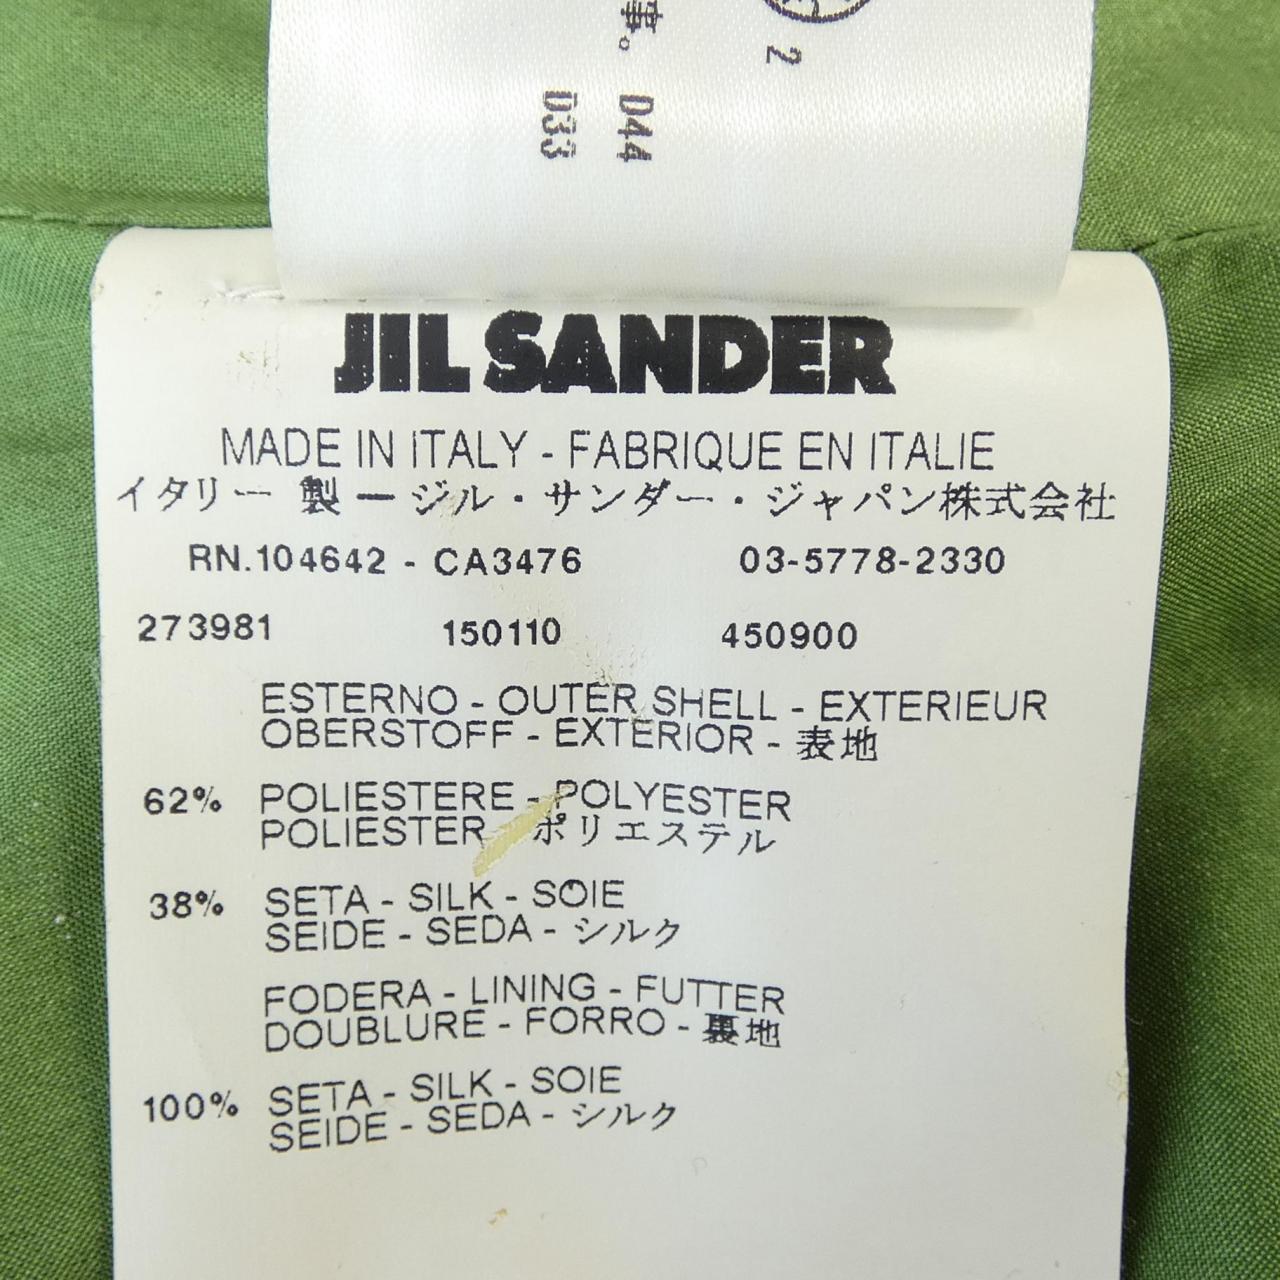 事。 D44
D33
2
JIL SANDER
MADE IN ITALY - FABRIQUE EN ITALIE
イタリー 製 ー ジル・サンダー・ジャパン株式会社
RN.104642 - CA3476 03-5778-2330
273981 150110 450900
ESTERNO - OUTER SHELL - EXTERIEUR
OBERSTOFF - EXTERIOR - 表地
62% POLIESTERE - POLYESTER
POLIESTER - ポリエステル
38% SETA - SILK - SOIE
SEIDE - SEDA - シルク
FODERA - LINING - FUTTER
DOUBLURE - FORRO - 裏地
100% SETA - SILK - SOIE
SEIDE - SEDA - シルク